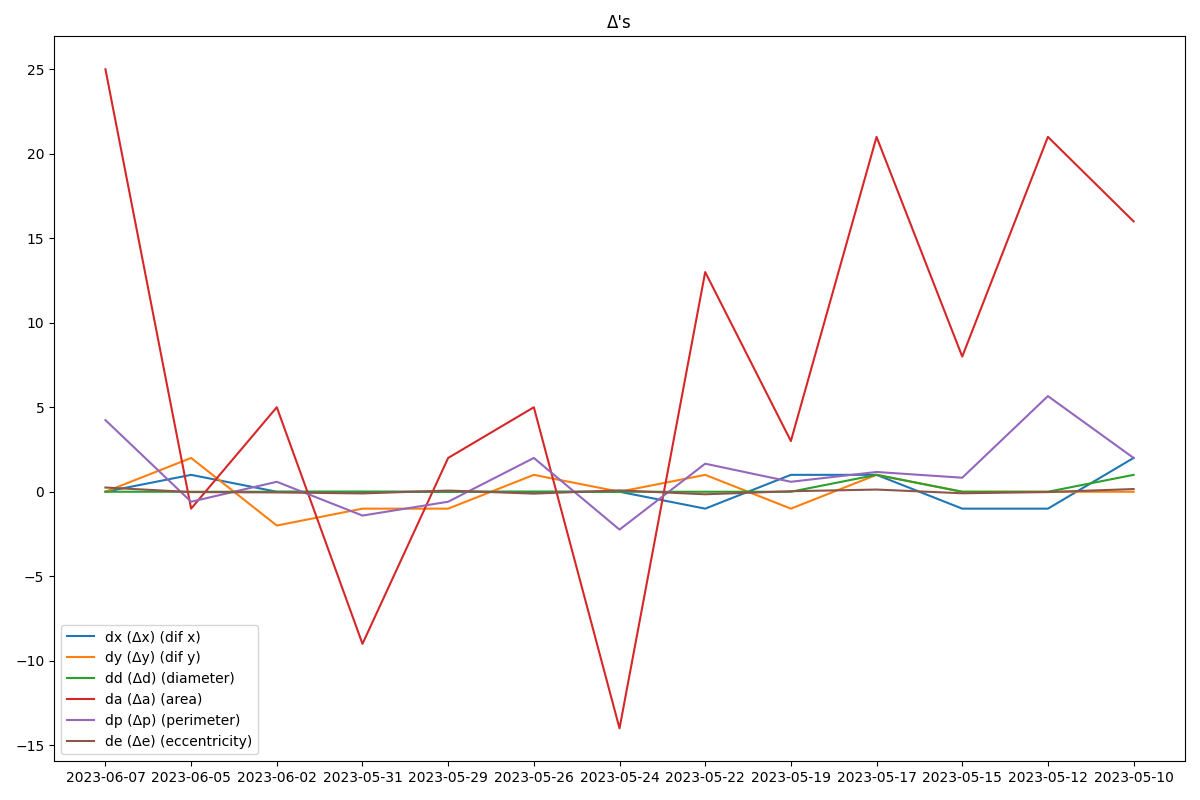 Δ's
25
20
15
10
5
0
−5
−10
−15
dx (Δx) (dif x)
dy (Δy) (dif y)
dd (Δd) (diameter)
da (Δa) (area)
dp (Δp) (perimeter)
de (Δe) (eccentricity)
2023-06-07 2023-06-05 2023-06-02 2023-05-31 2023-05-29 2023-05-26 2023-05-24 2023-05-22 2023-05-19 2023-05-17 2023-05-15 2023-05-12 2023-05-10